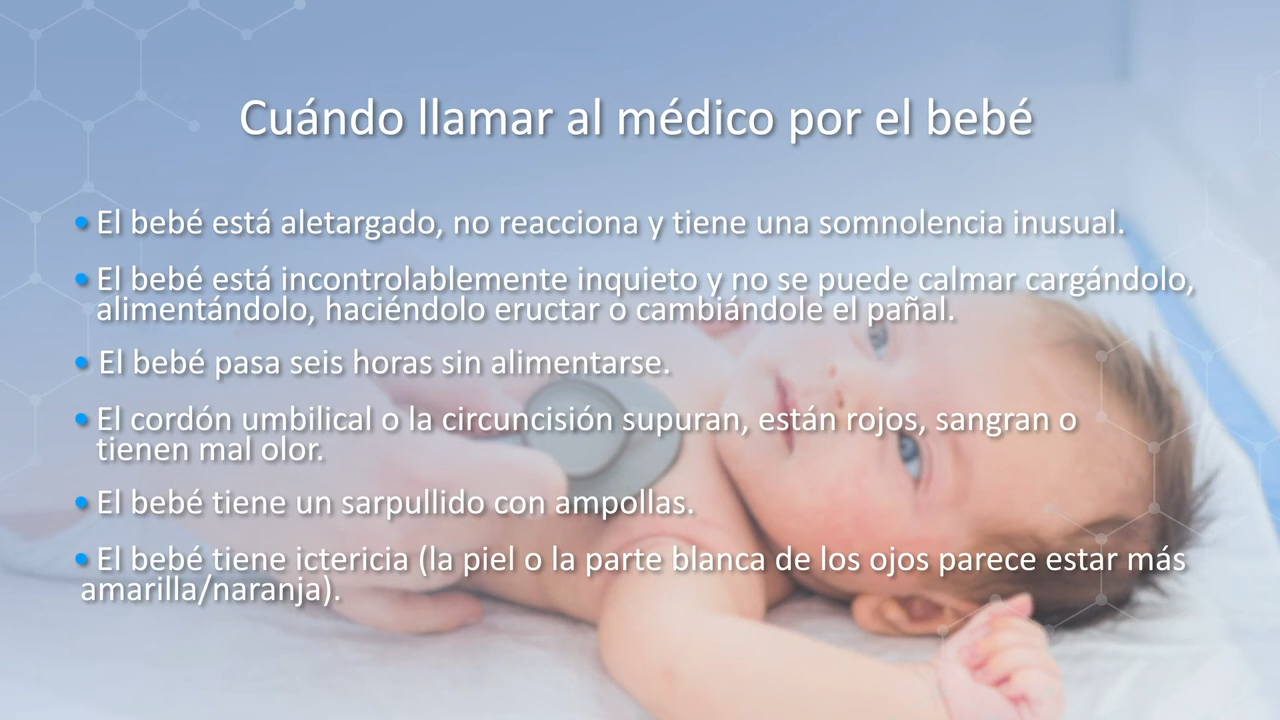 Cuándo llamar al médico por el bebé
• El bebé está aletargado, no reacciona y tiene una somnolencia inusual.
• El bebé está incontrolablemente inquieto y no se puede calmar cargándolo,
alimentándolo, haciéndolo eructar o cambiándole el pañal.
• El bebé pasa seis horas sin alimentarse.
• El cordón umbilical o la circuncisión supuran, están rojos, sangran o
tienen mal olor.
• El bebé tiene un sarpullido con ampollas.
• El bebé tiene ictericia (la piel o la parte blanca de los ojos parece estar más
amarilla/naranja).